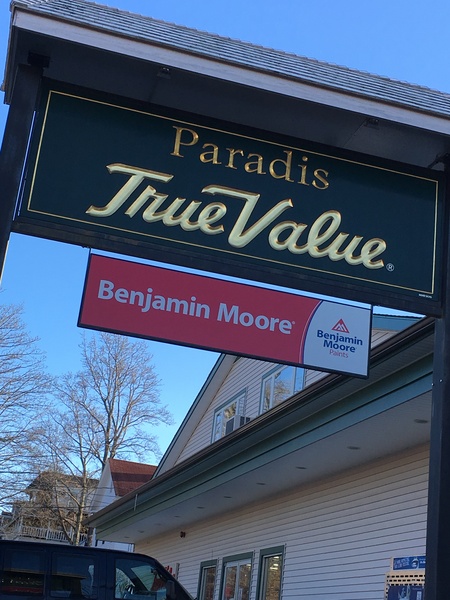 Paradis
True Value®
Benjamin Moore®
Benjamin
Moore
Paints